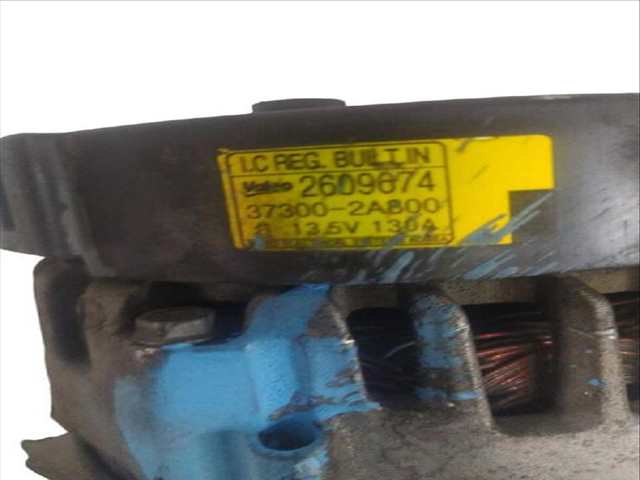 I.C REG. BUILT.IN
Valeo 2609874
37300-2A800
13.5V 130A